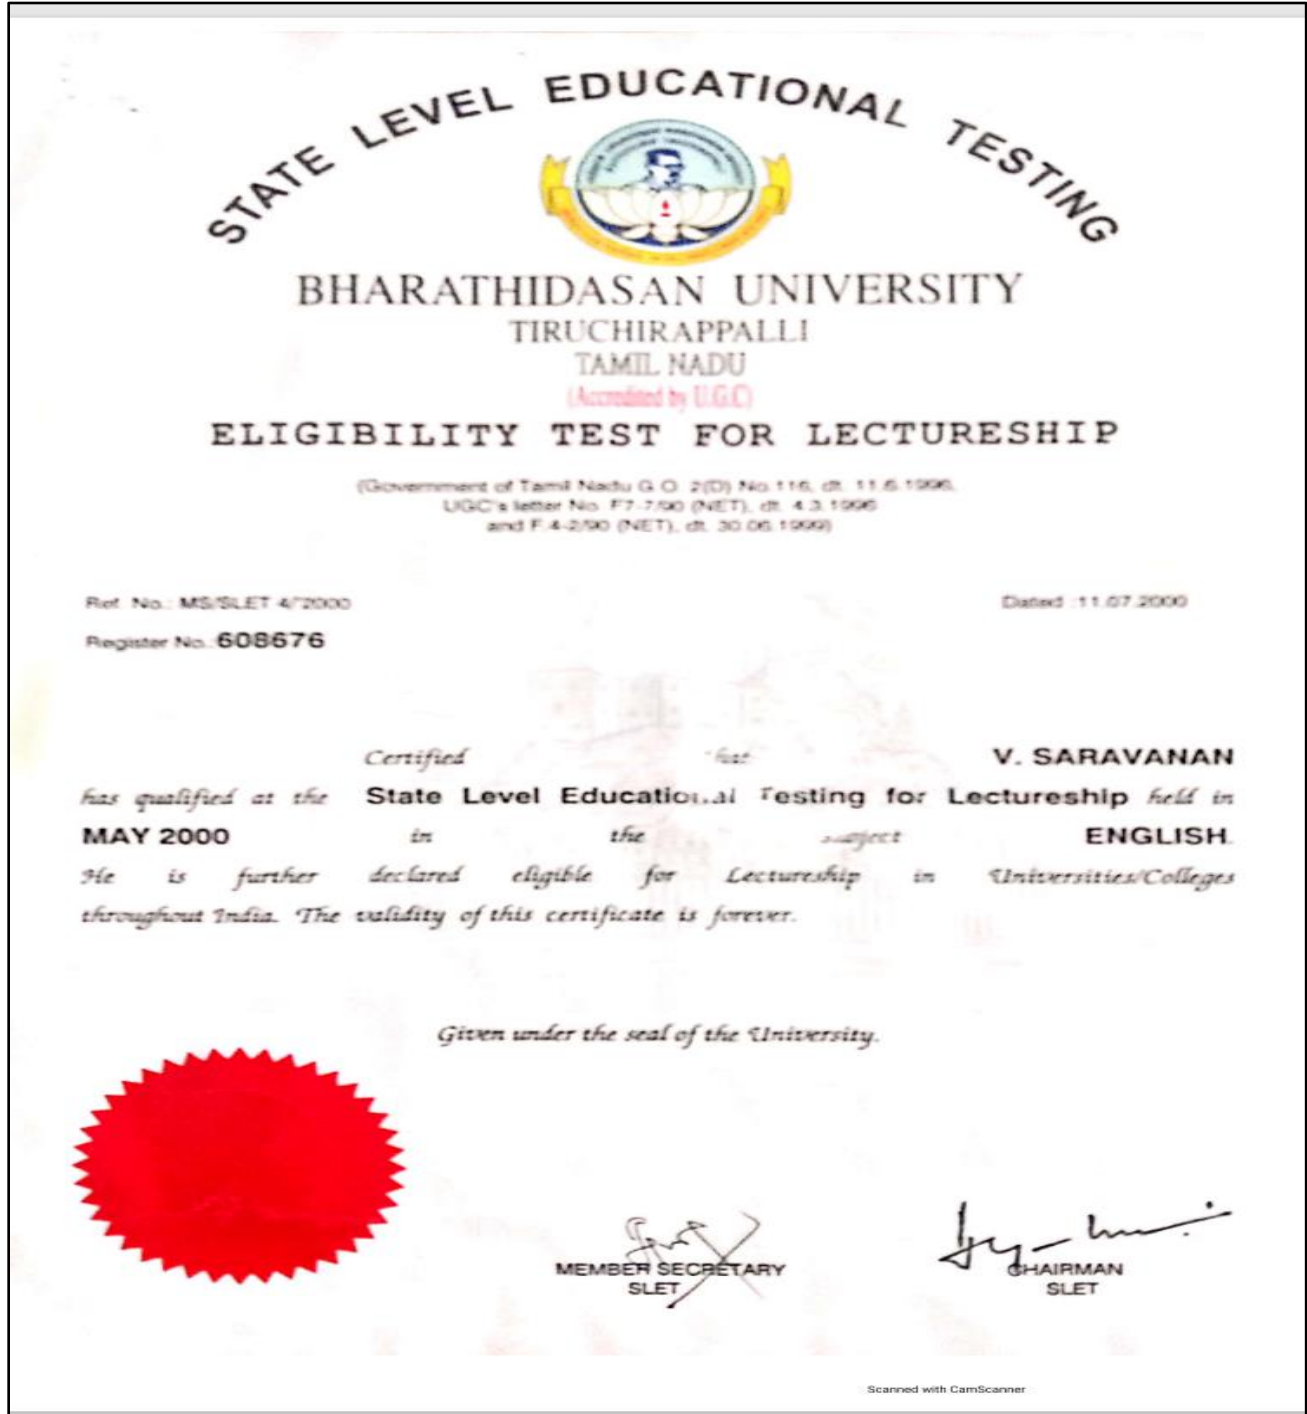 STATE LEVEL EDUCATIONAL TESTING
BHARATHIDASAN UNIVERSITY
TIRUCHIRAPPALLI
TAMIL NADU
(Accredited by U.G.C)
ELIGIBILITY TEST FOR LECTURESHIP
(Government of Tamil Nadu G.O. 2(D) No.116, dt. 11.6.1996,
UGC's letter No. F7-7/90 (NET), dt. 4.3.1996
and F.4-2/90 (NET), dt. 30.06.1999)
Ref. No.: MS/SLET 4/2000 Dated :11.07.2000
Register No.:608676
Certified that V. SARAVANAN
has qualified at the State Level Educational Testing for Lectureship held in
MAY 2000 in the ENGLISH.
He is further declared eligible for Lectureship in Universities/Colleges
throughout India. The validity of this certificate is forever.
Given under the seal of the University.
MEMBER SECRETARY CHAIRMAN
SLET SLET
Scanned with CamScanner